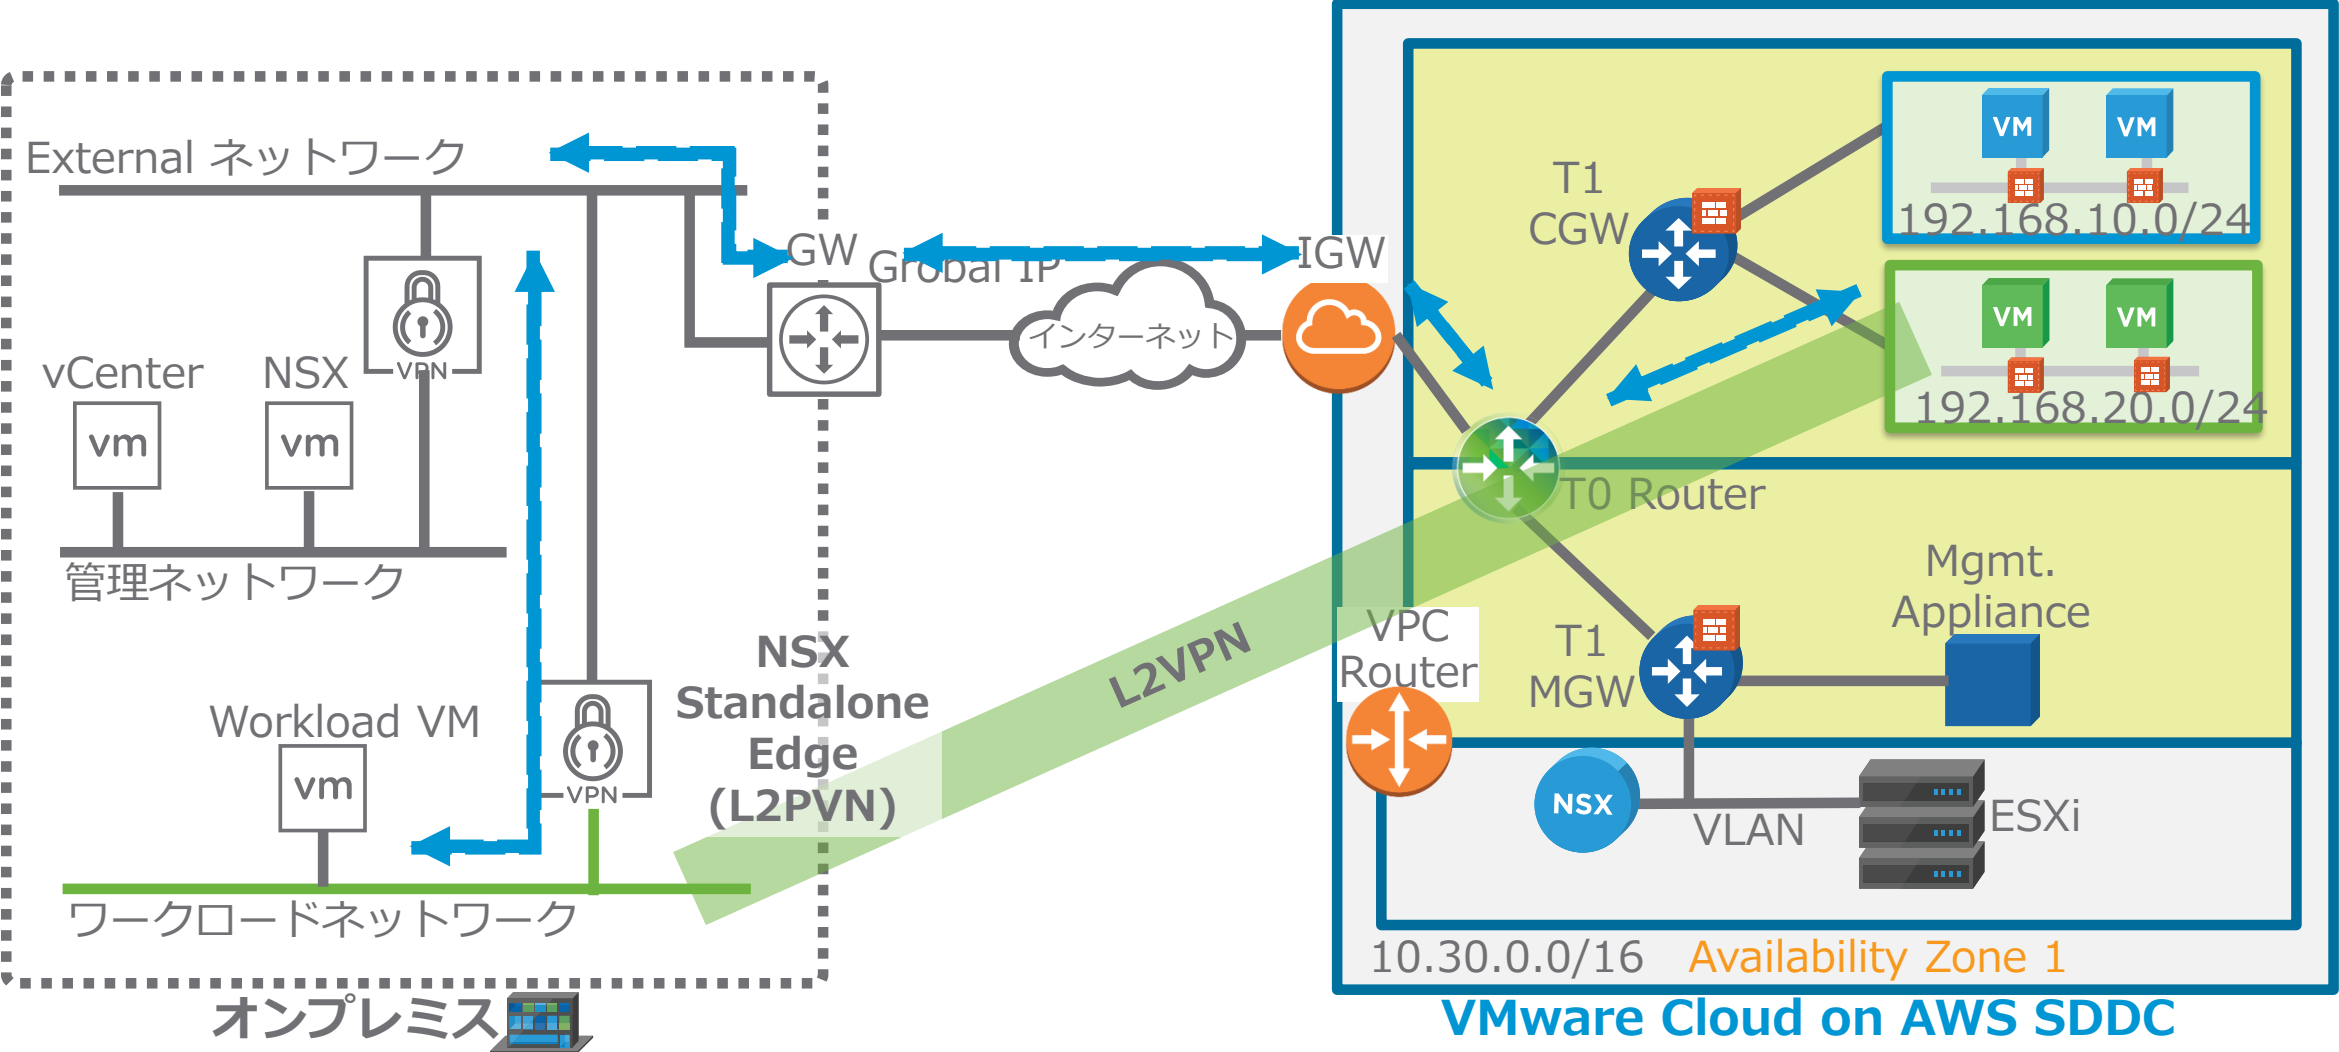 External ネットワーク
GW
Grobal IP
IGW
インターネット
VPN
vCenter
NSX
vm
vm
管理ネットワーク
Workload VM
vm
VPN
NSX
Standalone
Edge
(L2PVN)
ワークロードネットワーク
オンプレミス
L2VPN
T1
CGW
VM
VM
192.168.10.0/24
VM
VM
192.168.20.0/24
T0 Router
VPC
Router
T1
MGW
Mgmt.
Appliance
NSX
VLAN
ESXi
10.30.0.0/16
Availability Zone 1
VMware Cloud on AWS SDDC